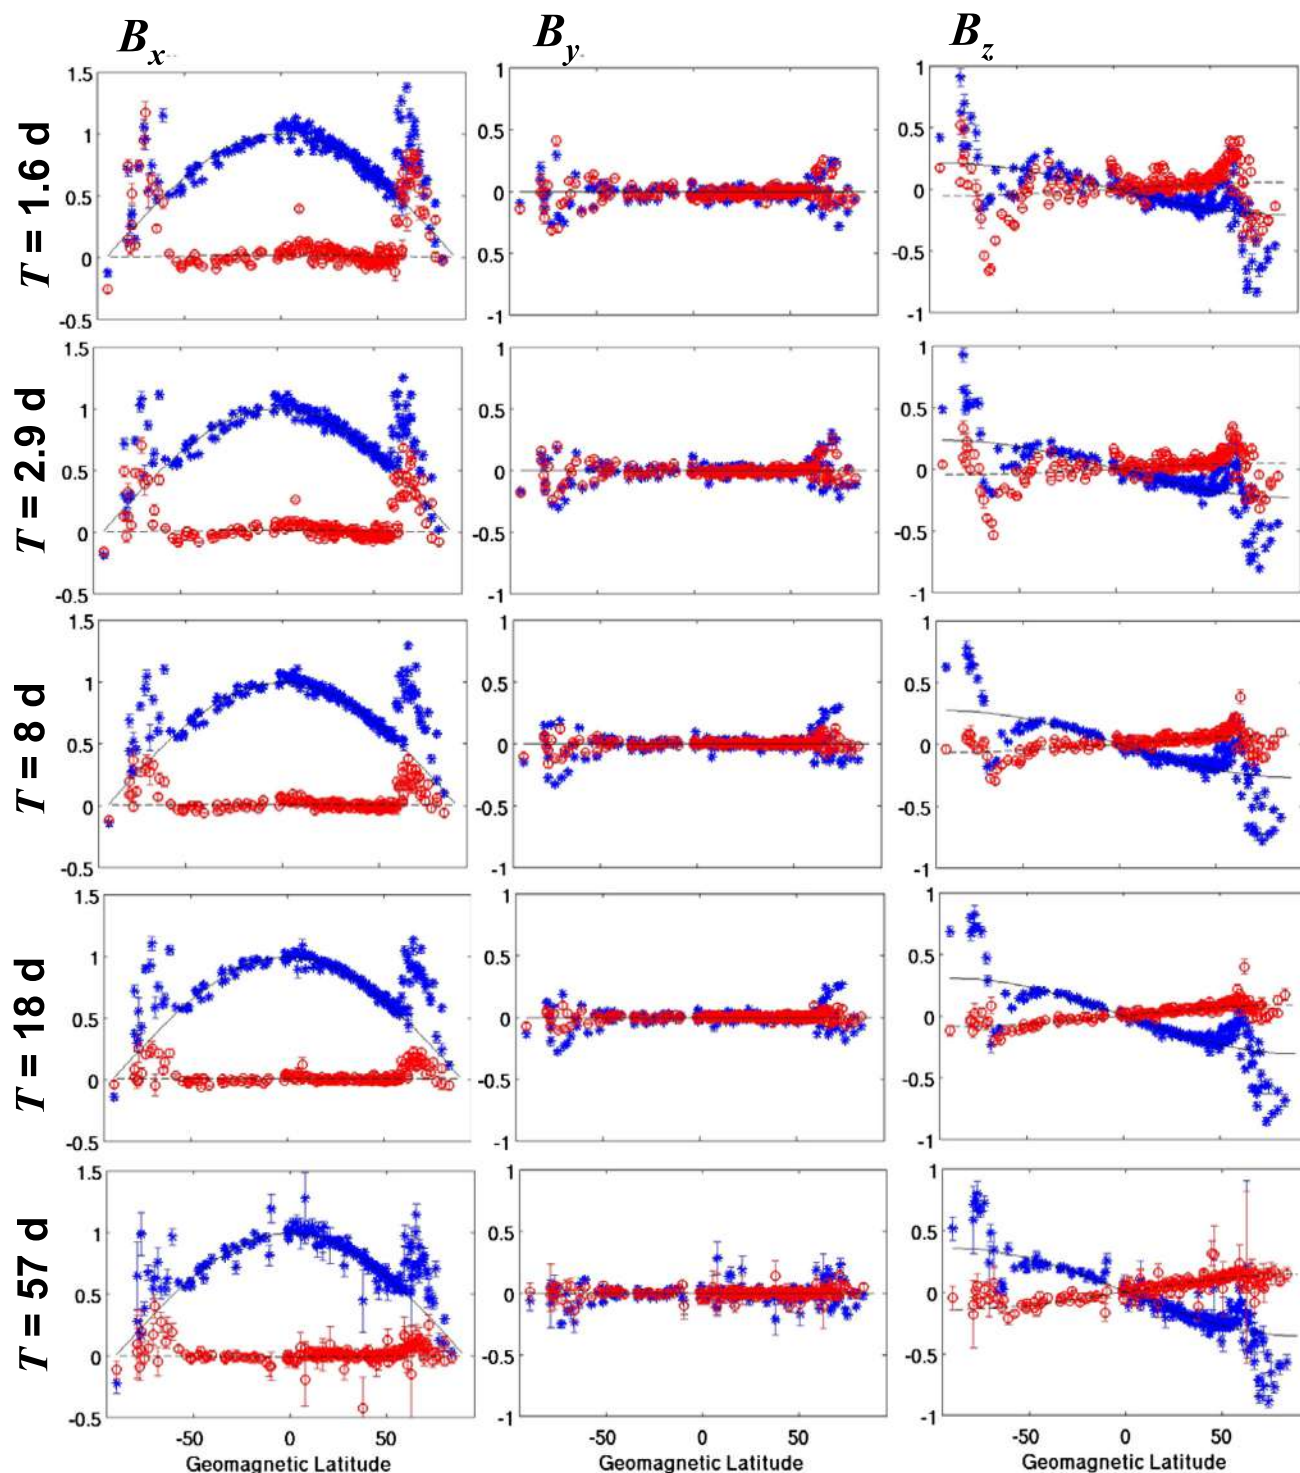 Bx By Bz
T = 1.6 d
1.5 1 0.5 0 -0.5
1 0.5 0 -0.5 -1
1 0.5 0 -0.5 -1
T = 2.9 d
1.5 1 0.5 0 -0.5
1 0.5 0 -0.5 -1
1 0.5 0 -0.5 -1
T = 8 d
1.5 1 0.5 0 -0.5
1 0.5 0 -0.5 -1
1 0.5 0 -0.5 -1
T = 18 d
1.5 1 0.5 0 -0.5
1 0.5 0 -0.5 -1
1 0.5 0 -0.5 -1
T = 57 d
1.5 1 0.5 0 -0.5
1 0.5 0 -0.5 -1
1 0.5 0 -0.5 -1
-50 0 50 -50 0 50 -50 0 50
Geomagnetic Latitude Geomagnetic Latitude Geomagnetic Latitude